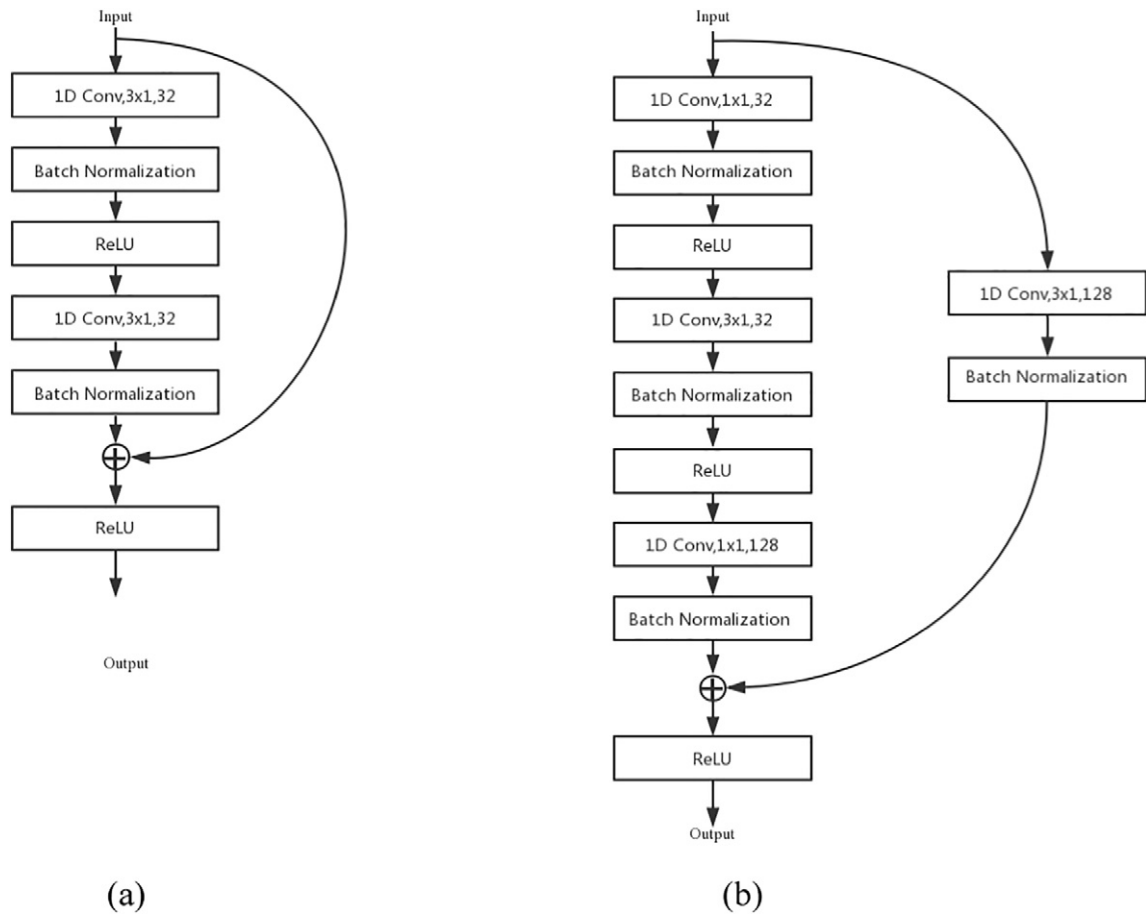 Input
1D Conv,3x1,32
Batch Normalization
ReLU
1D Conv,3x1,32
Batch Normalization
ReLU
Output
(a)
Input
1D Conv,1x1,32
Batch Normalization
ReLU
1D Conv,3x1,32
Batch Normalization
ReLU
1D Conv,1x1,128
Batch Normalization
1D Conv,3x1,128
Batch Normalization
ReLU
Output
(b)